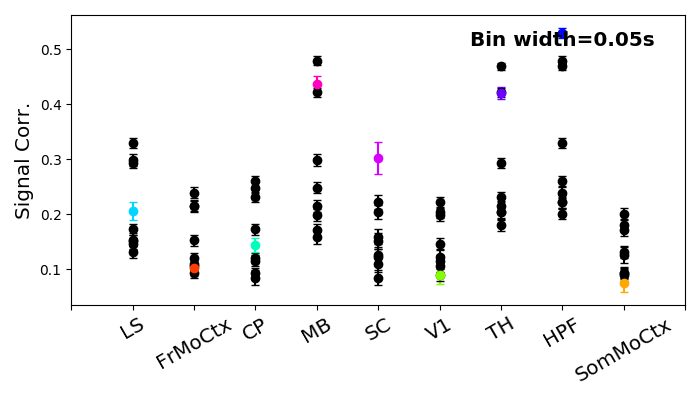 Bin width=0.05s
Signal Corr.
0.5
0.4
0.3
0.2
0.1
LS
FrMoCtx
CP
MB
SC
V1
TH
HPF
SomMoCtx